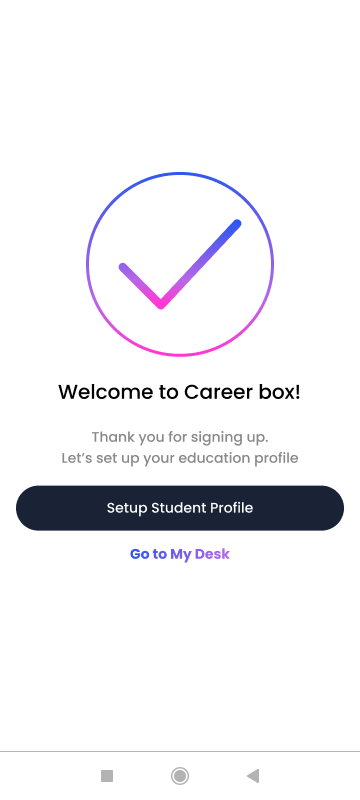 Welcome to Career box!
Thank you for signing up.
Let’s set up your education profile
Setup Student Profile
Go to My Desk